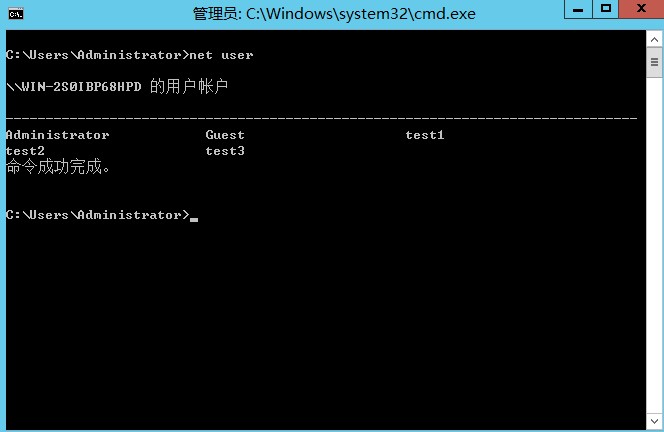 管理员: C:\Windows\system32\cmd.exe
C:\Users\Administrator>net user
\\WIN-2S0IBP68HPD 的用户帐户
-------------------------------------------------------------------------------
Administrator            Guest                    test1
test2                    test3
命令成功完成。
C:\Users\Administrator>